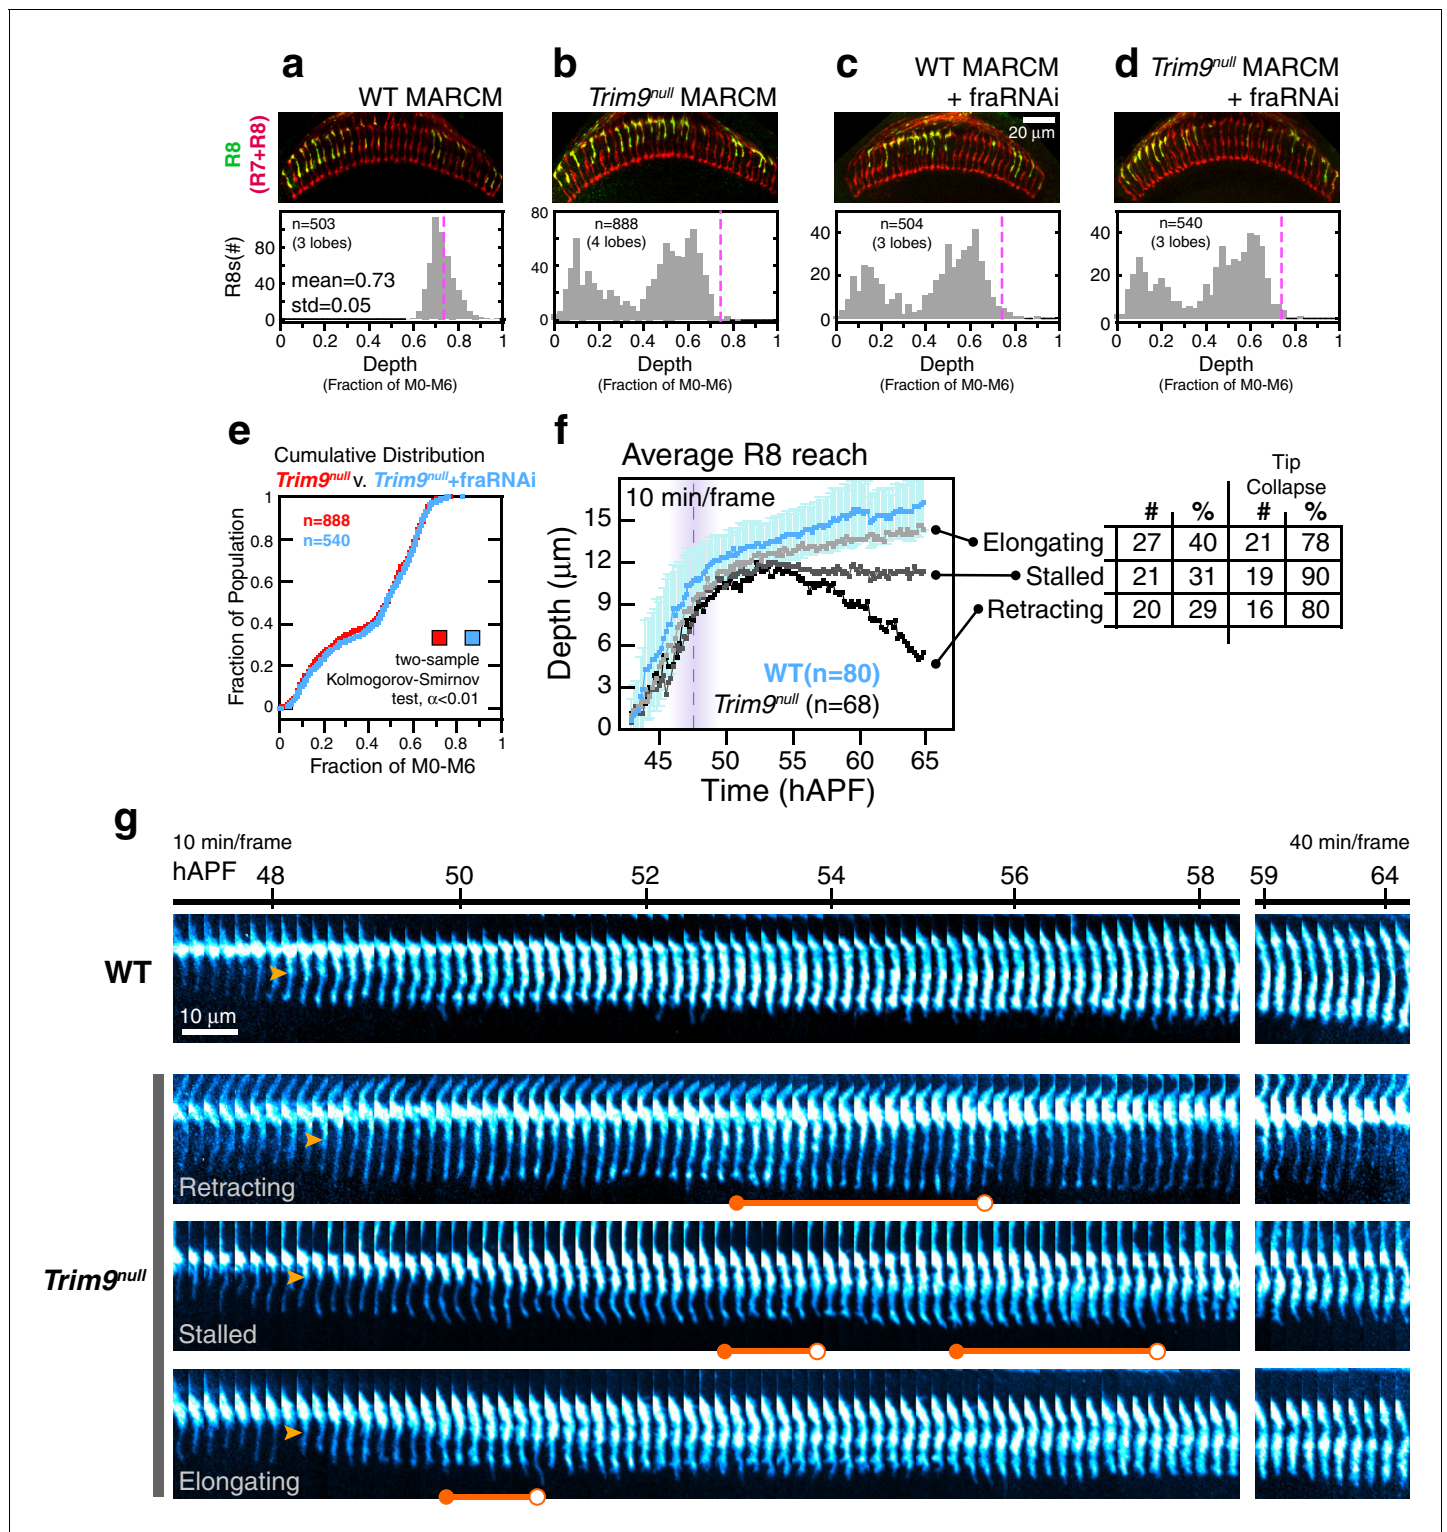 a
WT MARCM
b
Trim9null MARCM
c
WT MARCM
+ fraRNAi
d
Trim9null MARCM
+ fraRNAi
R8
(R7+R8)
20 µm
R8s(#)
80
40
0
n=503
(3 lobes)
mean=0.73
std=0.05
0 0.2 0.4 0.6 0.8 1
Depth
(Fraction of M0-M6)
80
40
0
n=888
(4 lobes)
0 0.2 0.4 0.6 0.8 1
Depth
(Fraction of M0-M6)
40
20
0
n=504
(3 lobes)
0 0.2 0.4 0.6 0.8 1
Depth
(Fraction of M0-M6)
40
20
0
n=540
(3 lobes)
0 0.2 0.4 0.6 0.8 1
Depth
(Fraction of M0-M6)
e
Cumulative Distribution
Trim9null v. Trim9null+fraRNAi
Fraction of Population
1
0.8
0.6
0.4
0.2
0
n=888
n=540
two-sample
Kolmogorov-Smirnov
test, α<0.01
0 0.2 0.4 0.6 0.8 1
Fraction of M0-M6
f
Average R8 reach
10 min/frame
Depth (µm)
15
12
9
6
3
0
WT(n=80)
Trim9null (n=68)
45 50 55 60 65
Time (hAPF)
Tip
Collapse
# % # %
Elongating 27 40 21 78
Stalled 21 31 19 90
Retracting 20 29 16 80
g
10 min/frame
40 min/frame
hAPF 48 50 52 54 56 58 59 64
WT
10 µm
Trim9null
Retracting
Stalled
Elongating